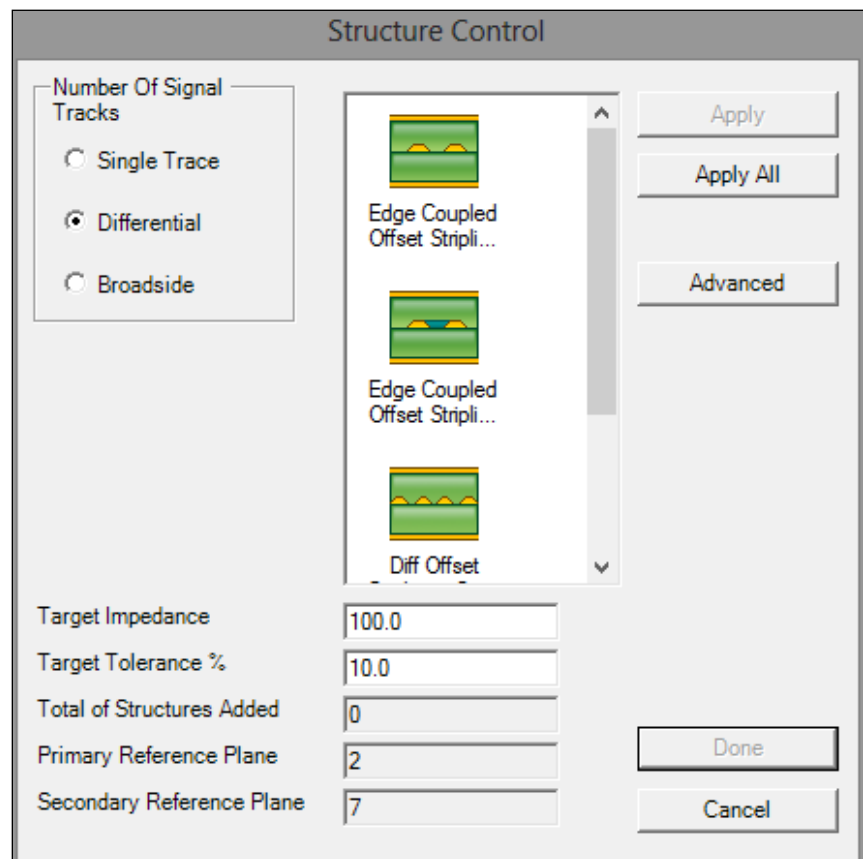 Structure Control
Number Of Signal
Tracks
Single Trace
Differential
Broadside
Edge Coupled
Offset Stripli...
Edge Coupled
Offset Stripli...
Diff Offset
Apply
Apply All
Advanced
Target Impedance
100.0
Target Tolerance %
10.0
Total of Structures Added
0
Primary Reference Plane
2
Secondary Reference Plane
7
Done
Cancel